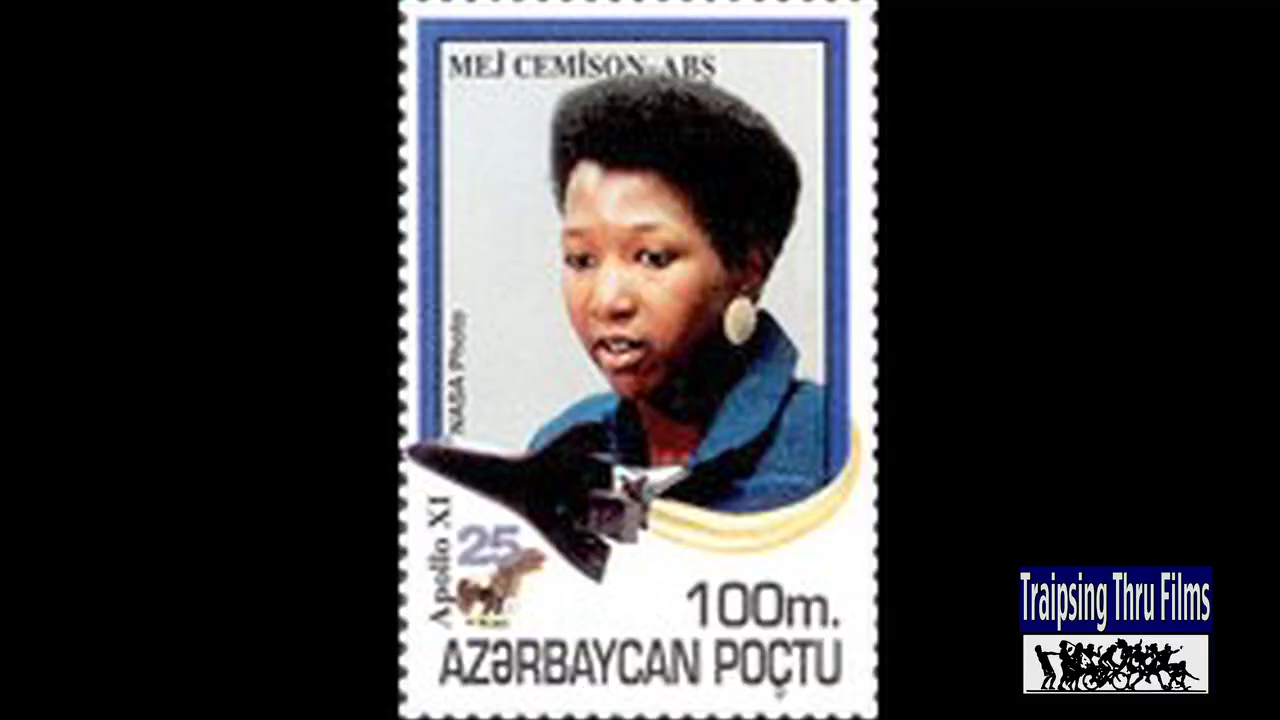 MEJ CEMİSON-ABŞ
NASA Photo
Apollo XI
25
100m.
AZƏRBAYCAN POÇTU
Traipsing Thru Films